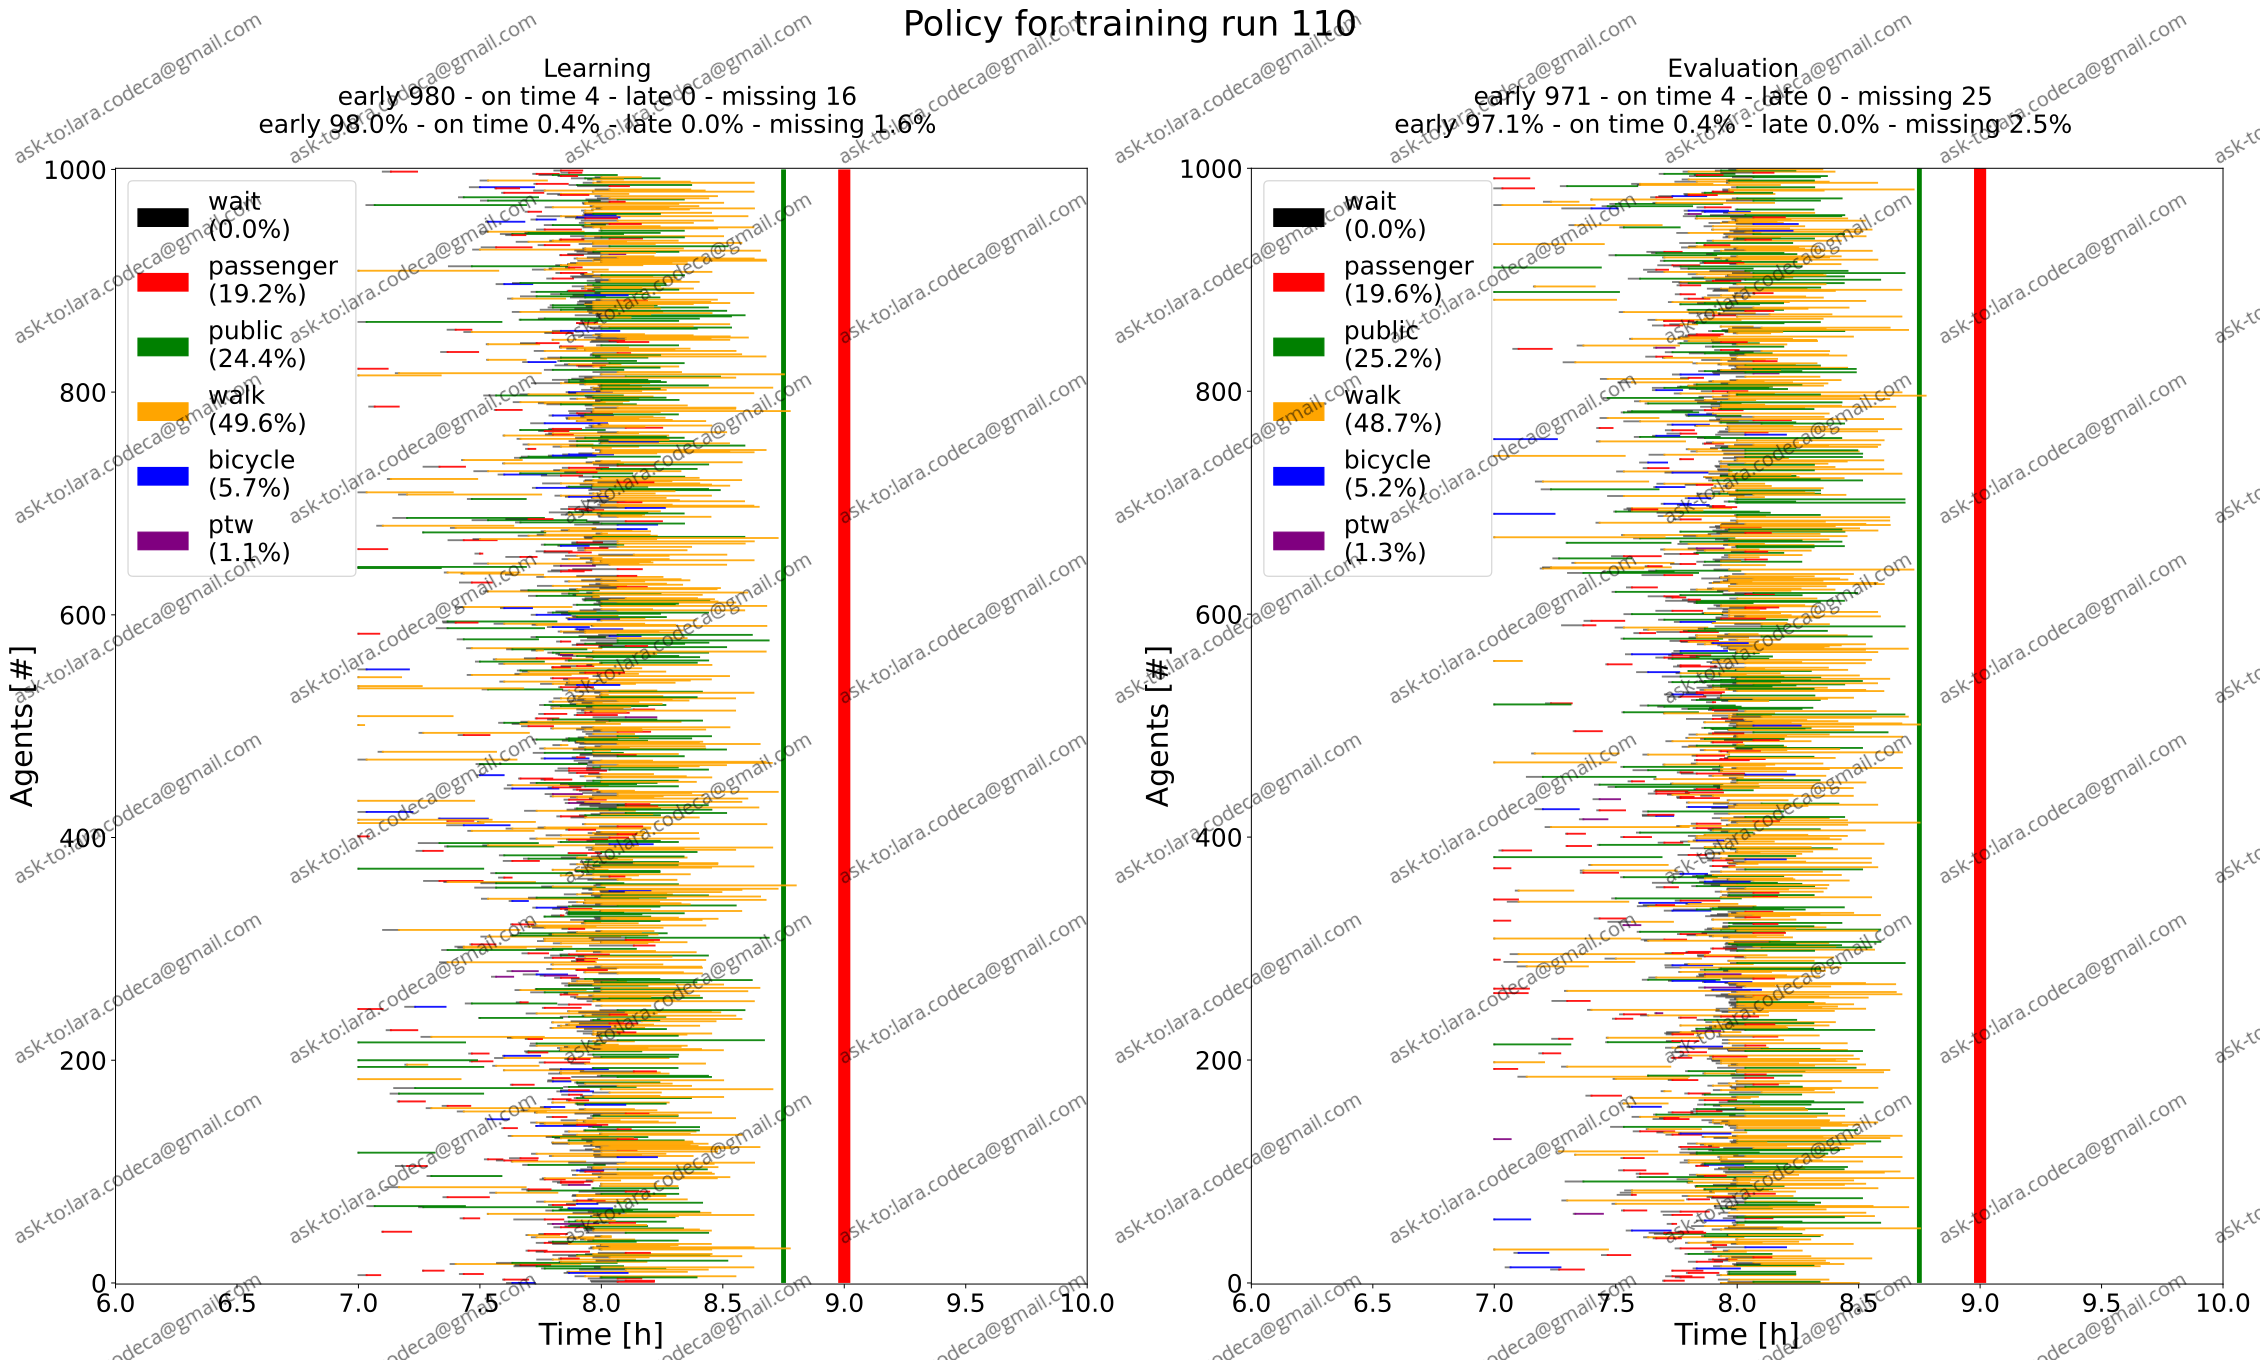 Policy for training run 110
Learning
early 980 - on time 4 - late 0 - missing 16
early 98.0% - on time 0.4% - late 0.0% - missing 1.6%
1000
800
600
400
200
0
Agents [#]
wait
(0.0%)
passenger
(19.2%)
public
(24.4%)
walk
(49.6%)
bicycle
(5.7%)
ptw
(1.1%)
6.0 6.5 7.0 7.5 8.0 8.5 9.0 9.5 10.0
Time [h]
Evaluation
early 971 - on time 4 - late 0 - missing 25
early 97.1% - on time 0.4% - late 0.0% - missing 2.5%
1000
800
600
400
200
0
Agents [#]
wait
(0.0%)
passenger
(19.6%)
public
(25.2%)
walk
(48.7%)
bicycle
(5.2%)
ptw
(1.3%)
6.0 6.5 7.0 7.5 8.0 8.5 9.0 9.5 10.0
Time [h]
ask-to:lara.codeca@gmail.com